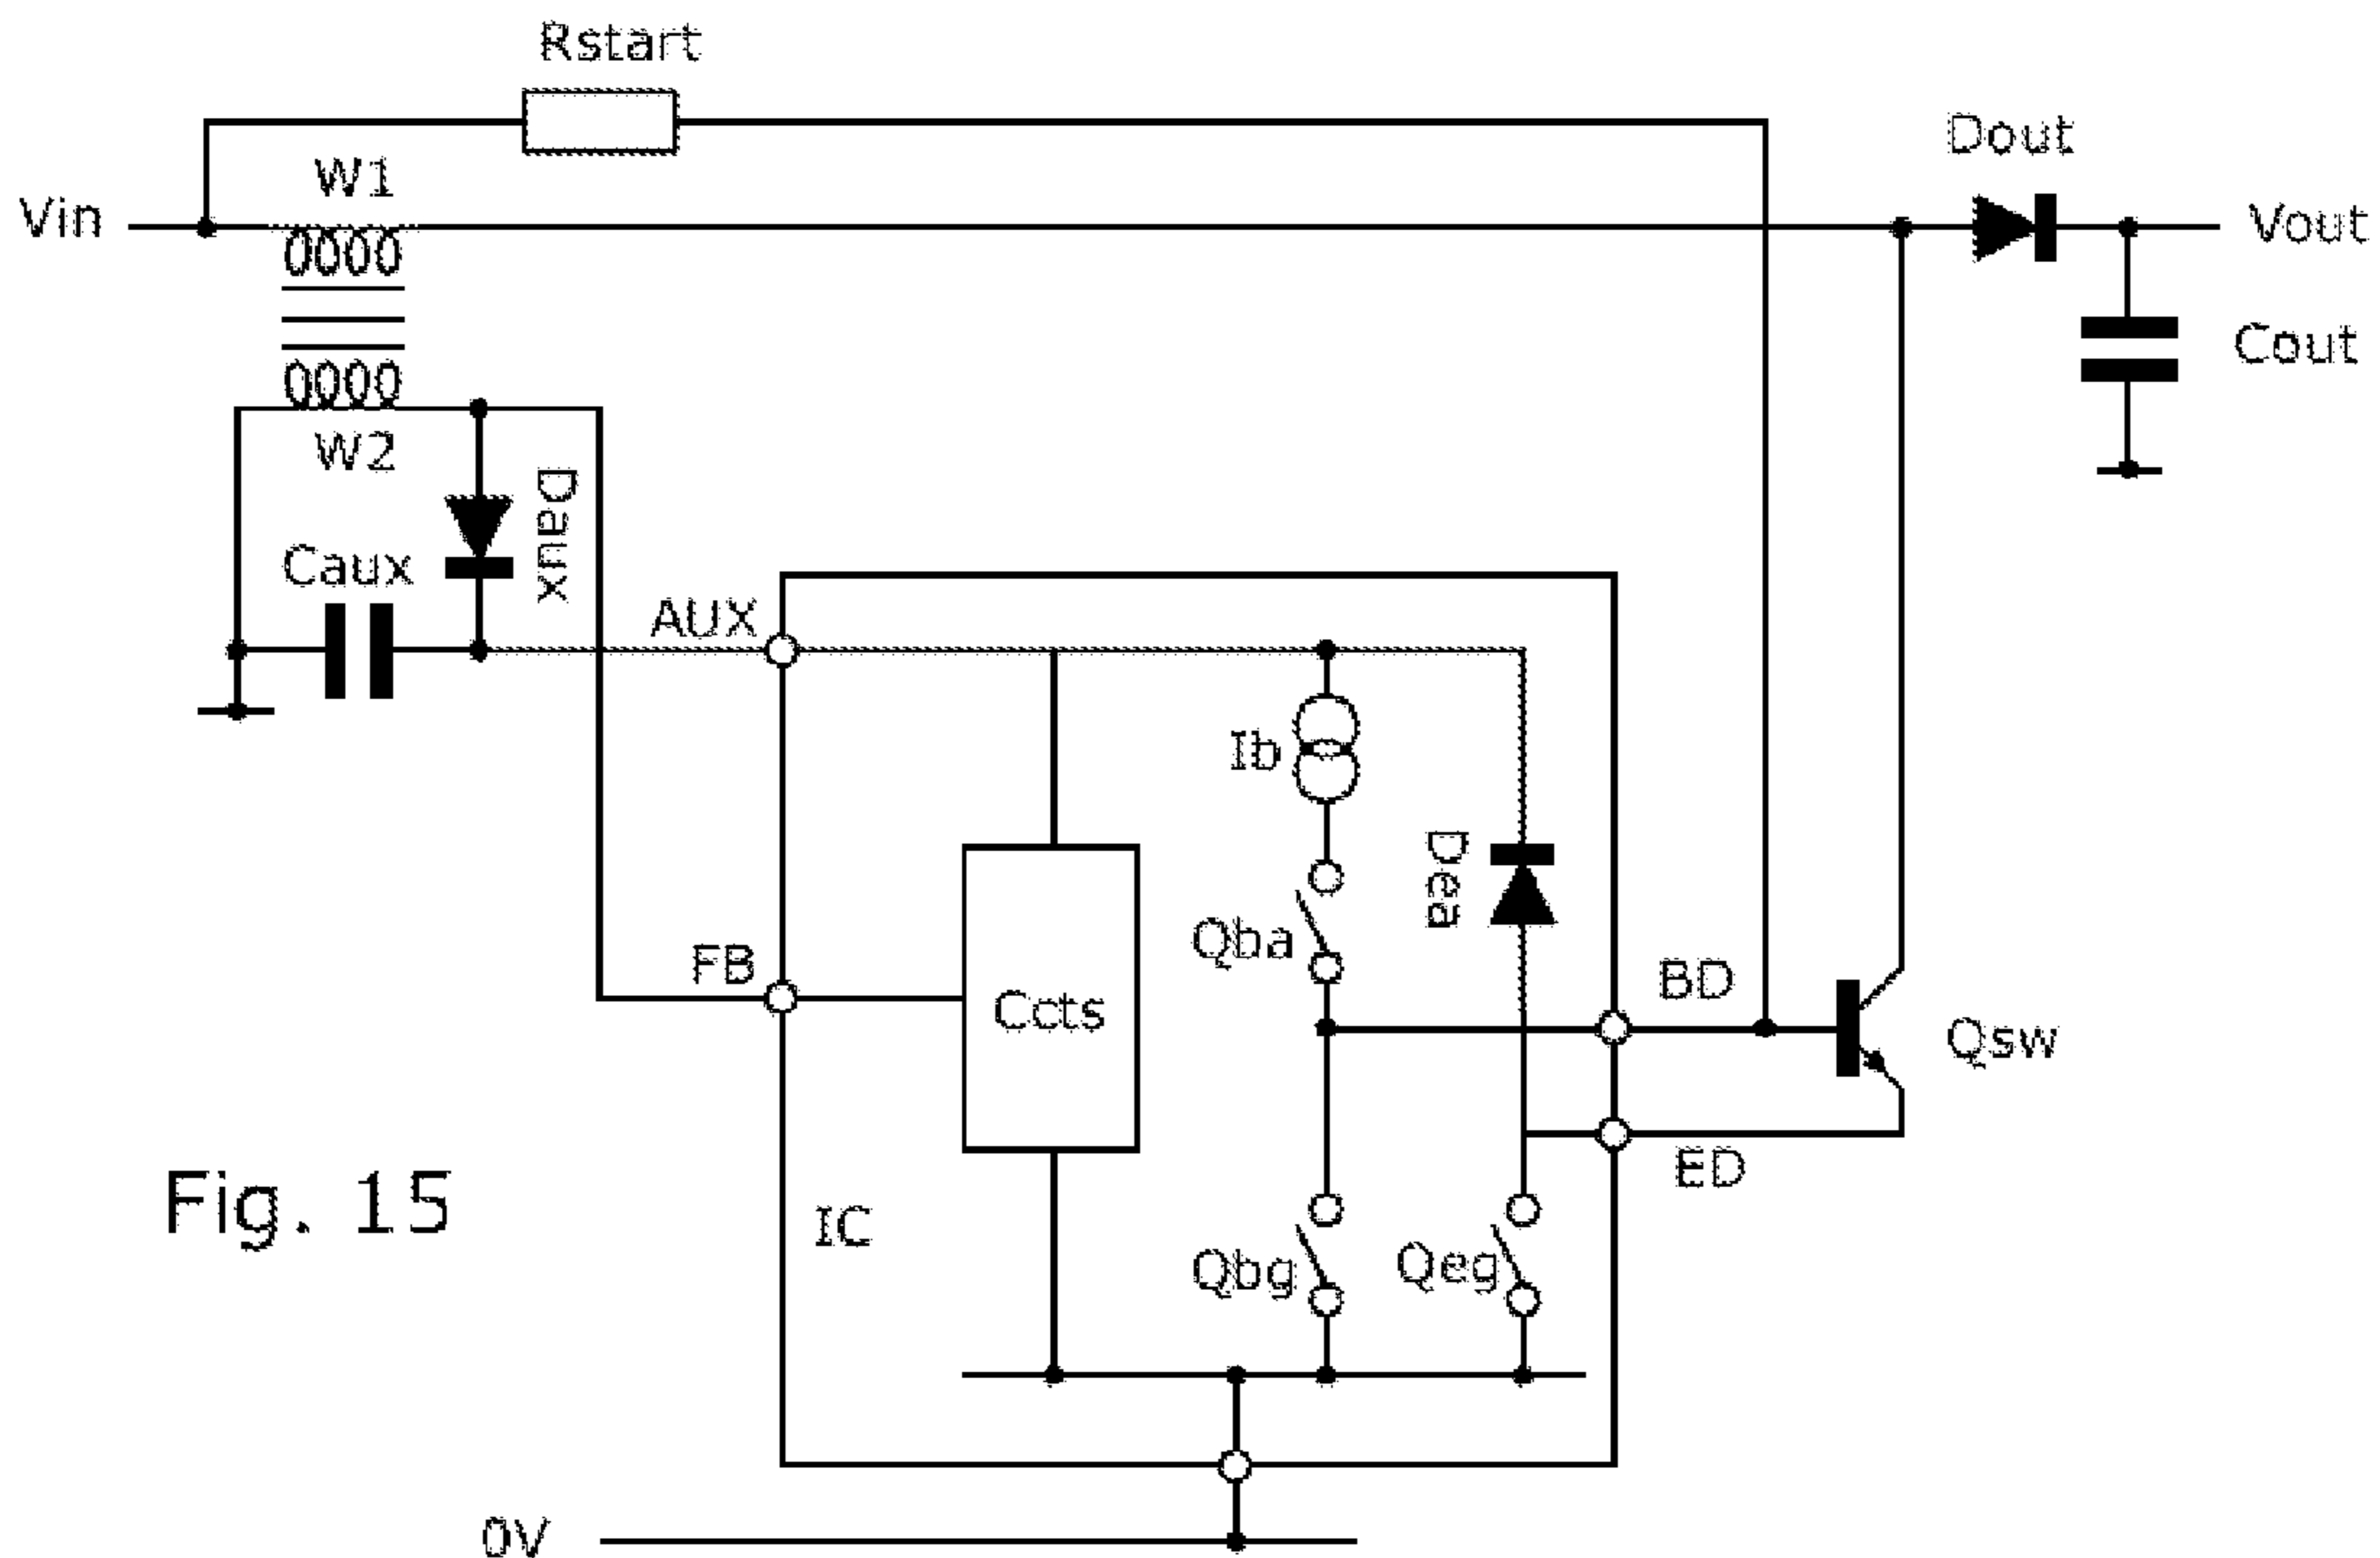 Rstart
Dout
W1
Vin
Vout
Cout
W2
Daux
Caux
AUX
Ib
Dea
Qba
FB
BD
Ccts
Qsw
ED
Fig. 15
IC
Qbg
Qeg
0V